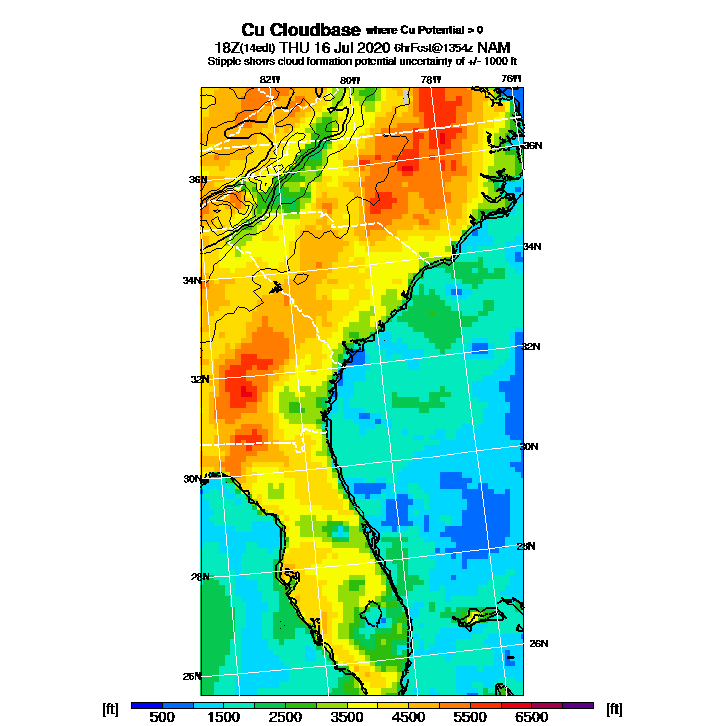 Cu Cloudbase where Cu Potential > 0
18Z(14edt) THU 16 Jul 2020 6hrFcst@1354z NAM
Stipple shows cloud formation potential uncertainty of +/- 1000 ft
82W 80W 78W 76W
36N
36N
34N
34N
32N
32N
30N
30N
28N
28N
26N
26N
[ft] 500 1500 2500 3500 4500 5500 6500 [ft]